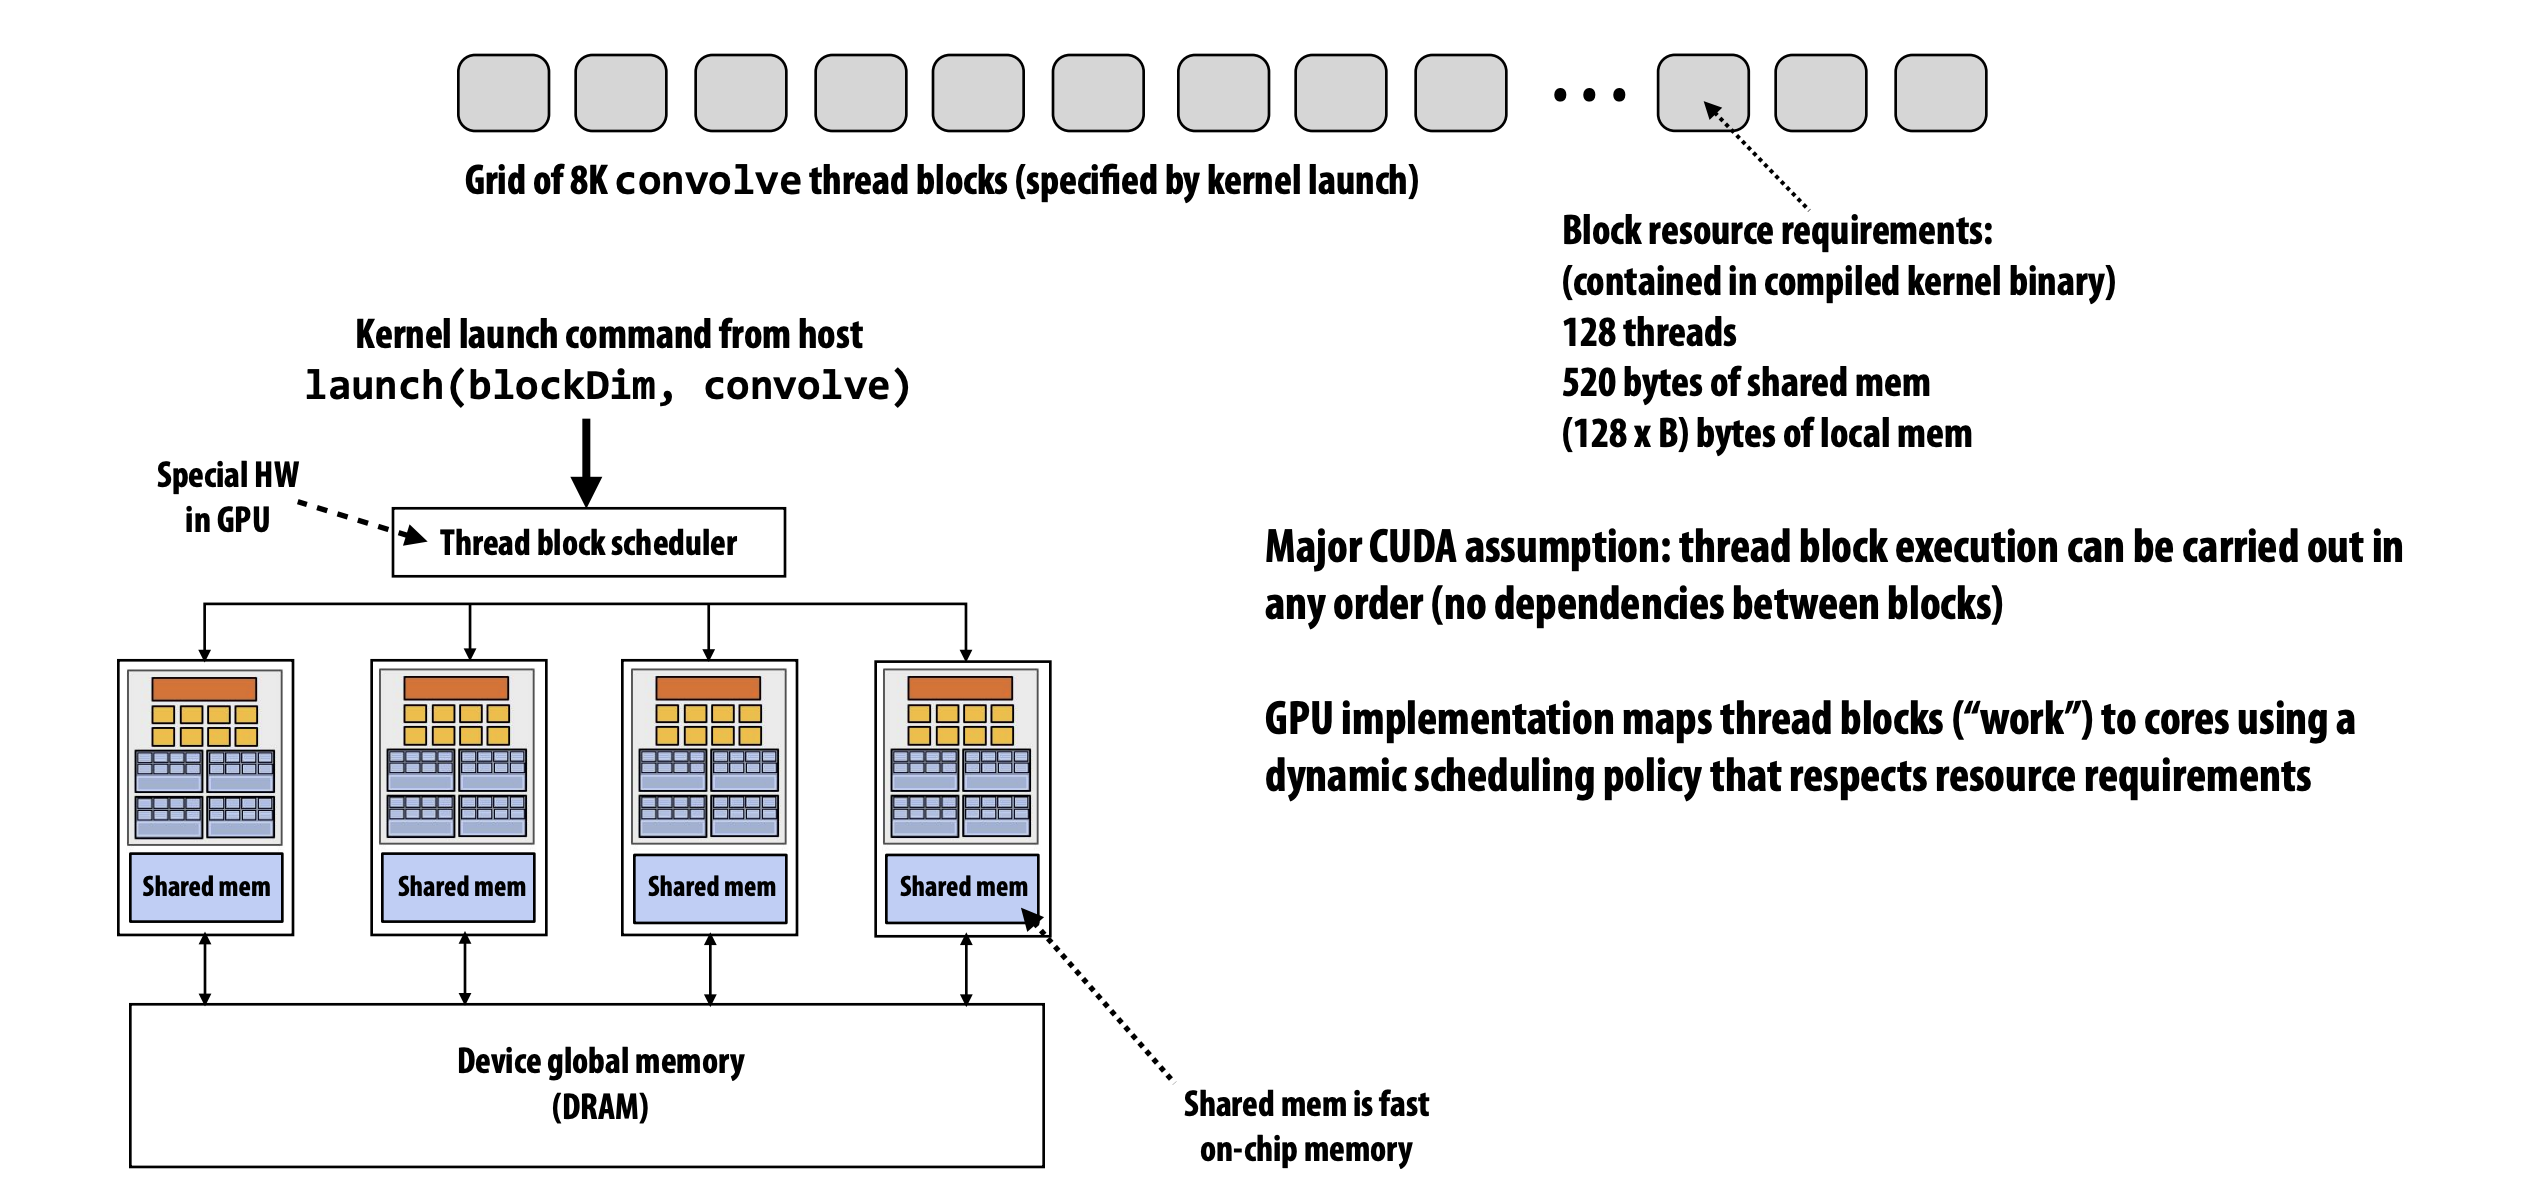 Grid of 8K convolve thread blocks (specified by kernel launch)
Block resource requirements:
(contained in compiled kernel binary)
128 threads
520 bytes of shared mem
(128 x B) bytes of local mem
Kernel launch command from host
launch(blockDim, convolve)
Special HW
in GPU
Thread block scheduler
Major CUDA assumption: thread block execution can be carried out in
any order (no dependencies between blocks)
GPU implementation maps thread blocks (“work”) to cores using a
dynamic scheduling policy that respects resource requirements
Shared mem
Shared mem
Shared mem
Shared mem
Device global memory
(DRAM)
Shared mem is fast
on-chip memory